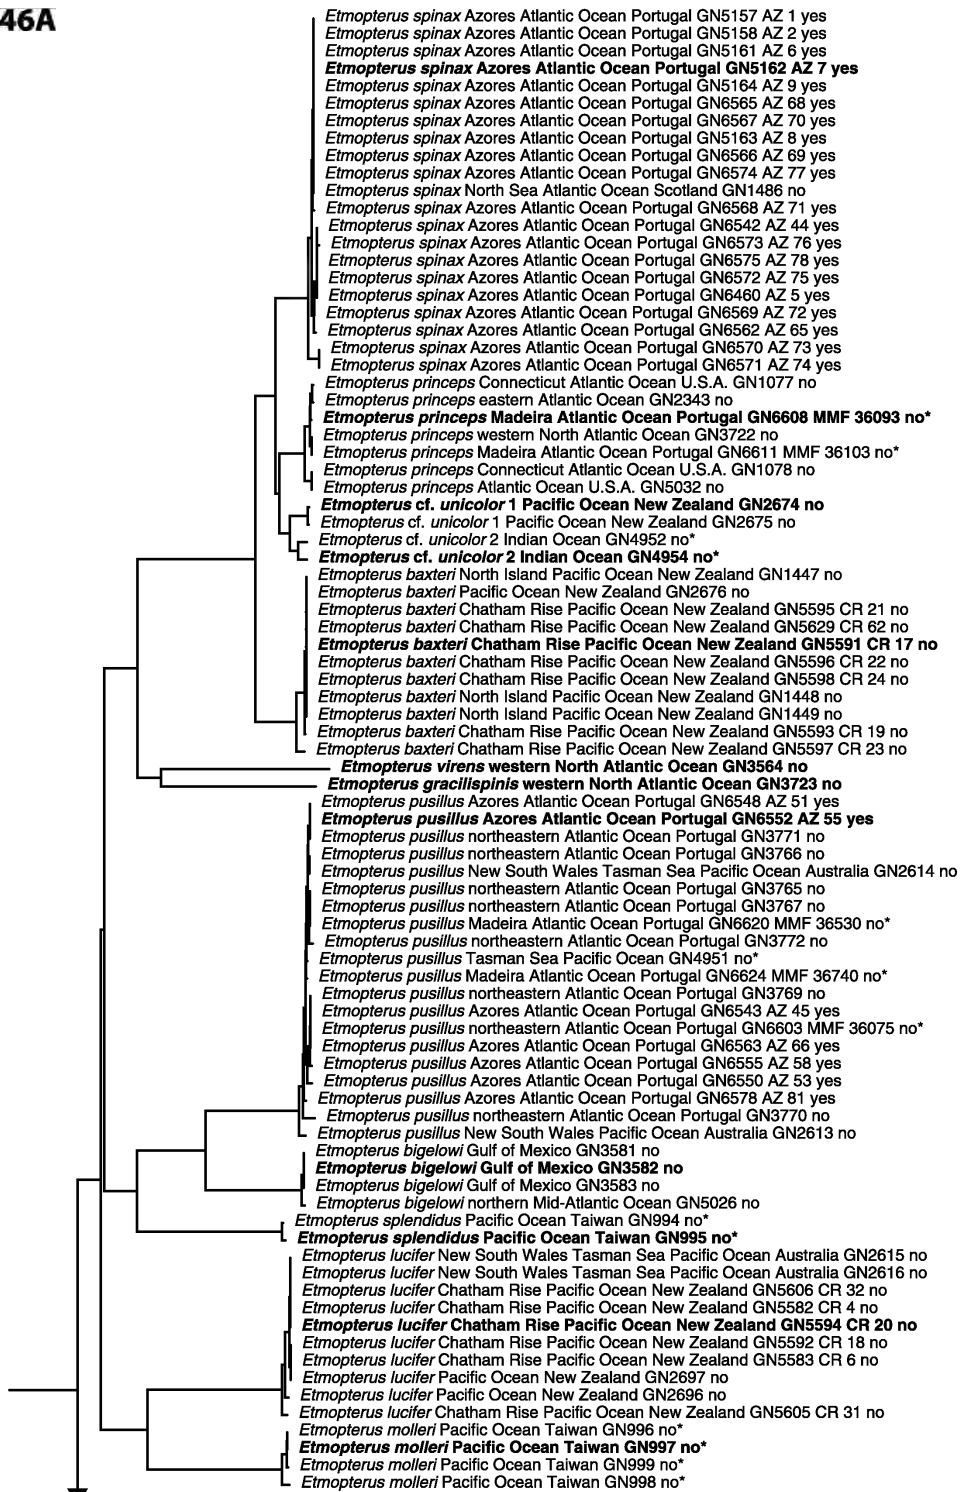 46A
Etmopterus spinax Azores Atlantic Ocean Portugal GN5157 AZ 1 yes
Etmopterus spinax Azores Atlantic Ocean Portugal GN5158 AZ 2 yes
Etmopterus spinax Azores Atlantic Ocean Portugal GN5161 AZ 6 yes
Etmopterus spinax Azores Atlantic Ocean Portugal GN5162 AZ 7 yes
Etmopterus spinax Azores Atlantic Ocean Portugal GN5164 AZ 9 yes
Etmopterus spinax Azores Atlantic Ocean Portugal GN6565 AZ 68 yes
Etmopterus spinax Azores Atlantic Ocean Portugal GN6567 AZ 70 yes
Etmopterus spinax Azores Atlantic Ocean Portugal GN5163 AZ 8 yes
Etmopterus spinax Azores Atlantic Ocean Portugal GN6566 AZ 69 yes
Etmopterus spinax Azores Atlantic Ocean Portugal GN6574 AZ 77 yes
Etmopterus spinax North Sea Atlantic Ocean Scotland GN1486 no
Etmopterus spinax Azores Atlantic Ocean Portugal GN6568 AZ 71 yes
Etmopterus spinax Azores Atlantic Ocean Portugal GN6542 AZ 44 yes
Etmopterus spinax Azores Atlantic Ocean Portugal GN6573 AZ 76 yes
Etmopterus spinax Azores Atlantic Ocean Portugal GN6575 AZ 78 yes
Etmopterus spinax Azores Atlantic Ocean Portugal GN6572 AZ 75 yes
Etmopterus spinax Azores Atlantic Ocean Portugal GN6460 AZ 5 yes
Etmopterus spinax Azores Atlantic Ocean Portugal GN6569 AZ 72 yes
Etmopterus spinax Azores Atlantic Ocean Portugal GN6562 AZ 65 yes
Etmopterus spinax Azores Atlantic Ocean Portugal GN6570 AZ 73 yes
Etmopterus spinax Azores Atlantic Ocean Portugal GN6571 AZ 74 yes
Etmopterus princeps Connecticut Atlantic Ocean U.S.A. GN1077 no
Etmopterus princeps eastern Atlantic Ocean GN2343 no
Etmopterus princeps Madeira Atlantic Ocean Portugal GN6608 MMF 36093 no*
Etmopterus princeps western North Atlantic Ocean GN3722 no
Etmopterus princeps Madeira Atlantic Ocean Portugal GN6611 MMF 36103 no*
Etmopterus princeps Connecticut Atlantic Ocean U.S.A. GN1078 no
Etmopterus princeps Atlantic Ocean U.S.A. GN5032 no
Etmopterus cf. unicolor 1 Pacific Ocean New Zealand GN2674 no
Etmopterus cf. unicolor 1 Pacific Ocean New Zealand GN2675 no
Etmopterus cf. unicolor 2 Indian Ocean GN4952 no*
Etmopterus cf. unicolor 2 Indian Ocean GN4954 no*
Etmopterus baxteri North Island Pacific Ocean New Zealand GN1447 no
Etmopterus baxteri Pacific Ocean New Zealand GN2676 no
Etmopterus baxteri Chatham Rise Pacific Ocean New Zealand GN5595 CR 21 no
Etmopterus baxteri Chatham Rise Pacific Ocean New Zealand GN5629 CR 62 no
Etmopterus baxteri Chatham Rise Pacific Ocean New Zealand GN5591 CR 17 no
Etmopterus baxteri Chatham Rise Pacific Ocean New Zealand GN5596 CR 22 no
Etmopterus baxteri Chatham Rise Pacific Ocean New Zealand GN5598 CR 24 no
Etmopterus baxteri North Island Pacific Ocean New Zealand GN1448 no
Etmopterus baxteri North Island Pacific Ocean New Zealand GN1449 no
Etmopterus baxteri Chatham Rise Pacific Ocean New Zealand GN5593 CR 19 no
Etmopterus baxteri Chatham Rise Pacific Ocean New Zealand GN5597 CR 23 no
Etmopterus virens western North Atlantic Ocean GN3564 no
Etmopterus gracilispinis western North Atlantic Ocean GN3723 no
Etmopterus pusillus Azores Atlantic Ocean Portugal GN6548 AZ 51 yes
Etmopterus pusillus Azores Atlantic Ocean Portugal GN6552 AZ 55 yes
Etmopterus pusillus northeastern Atlantic Ocean Portugal GN3771 no
Etmopterus pusillus northeastern Atlantic Ocean Portugal GN3766 no
Etmopterus pusillus New South Wales Tasman Sea Pacific Ocean Australia GN2614 no
Etmopterus pusillus northeastern Atlantic Ocean Portugal GN3765 no
Etmopterus pusillus northeastern Atlantic Ocean Portugal GN3767 no
Etmopterus pusillus Madeira Atlantic Ocean Portugal GN6620 MMF 36530 no*
Etmopterus pusillus northeastern Atlantic Ocean Portugal GN3772 no
Etmopterus pusillus Tasman Sea Pacific Ocean GN4951 no*
Etmopterus pusillus Madeira Atlantic Ocean Portugal GN6624 MMF 36740 no*
Etmopterus pusillus northeastern Atlantic Ocean Portugal GN3769 no
Etmopterus pusillus Azores Atlantic Ocean Portugal GN6543 AZ 45 yes
Etmopterus pusillus northeastern Atlantic Ocean Portugal GN6603 MMF 36075 no*
Etmopterus pusillus Azores Atlantic Ocean Portugal GN6563 AZ 66 yes
Etmopterus pusillus Azores Atlantic Ocean Portugal GN6555 AZ 58 yes
Etmopterus pusillus Azores Atlantic Ocean Portugal GN6550 AZ 53 yes
Etmopterus pusillus Azores Atlantic Ocean Portugal GN6578 AZ 81 yes
Etmopterus pusillus northeastern Atlantic Ocean Portugal GN3770 no
Etmopterus pusillus New South Wales Pacific Ocean Australia GN2613 no
Etmopterus bigelowi Gulf of Mexico GN3581 no
Etmopterus bigelowi Gulf of Mexico GN3582 no
Etmopterus bigelowi Gulf of Mexico GN3583 no
Etmopterus bigelowi northern Mid-Atlantic Ocean GN5026 no
Etmopterus splendidus Pacific Ocean Taiwan GN994 no*
Etmopterus splendidus Pacific Ocean Taiwan GN995 no*
Etmopterus lucifer New South Wales Tasman Sea Pacific Ocean Australia GN2615 no
Etmopterus lucifer New South Wales Tasman Sea Pacific Ocean Australia GN2616 no
Etmopterus lucifer Chatham Rise Pacific Ocean New Zealand GN5606 CR 32 no
Etmopterus lucifer Chatham Rise Pacific Ocean New Zealand GN5582 CR 4 no
Etmopterus lucifer Chatham Rise Pacific Ocean New Zealand GN5594 CR 20 no
Etmopterus lucifer Chatham Rise Pacific Ocean New Zealand GN5592 CR 18 no
Etmopterus lucifer Chatham Rise Pacific Ocean New Zealand GN5583 CR 6 no
Etmopterus lucifer Pacific Ocean New Zealand GN2697 no
Etmopterus lucifer Pacific Ocean New Zealand GN2696 no
Etmopterus lucifer Chatham Rise Pacific Ocean New Zealand GN5605 CR 31 no
Etmopterus molleri Pacific Ocean Taiwan GN996 no*
Etmopterus molleri Pacific Ocean Taiwan GN997 no*
Etmopterus molleri Pacific Ocean Taiwan GN999 no*
Etmopterus molleri Pacific Ocean Taiwan GN998 no*